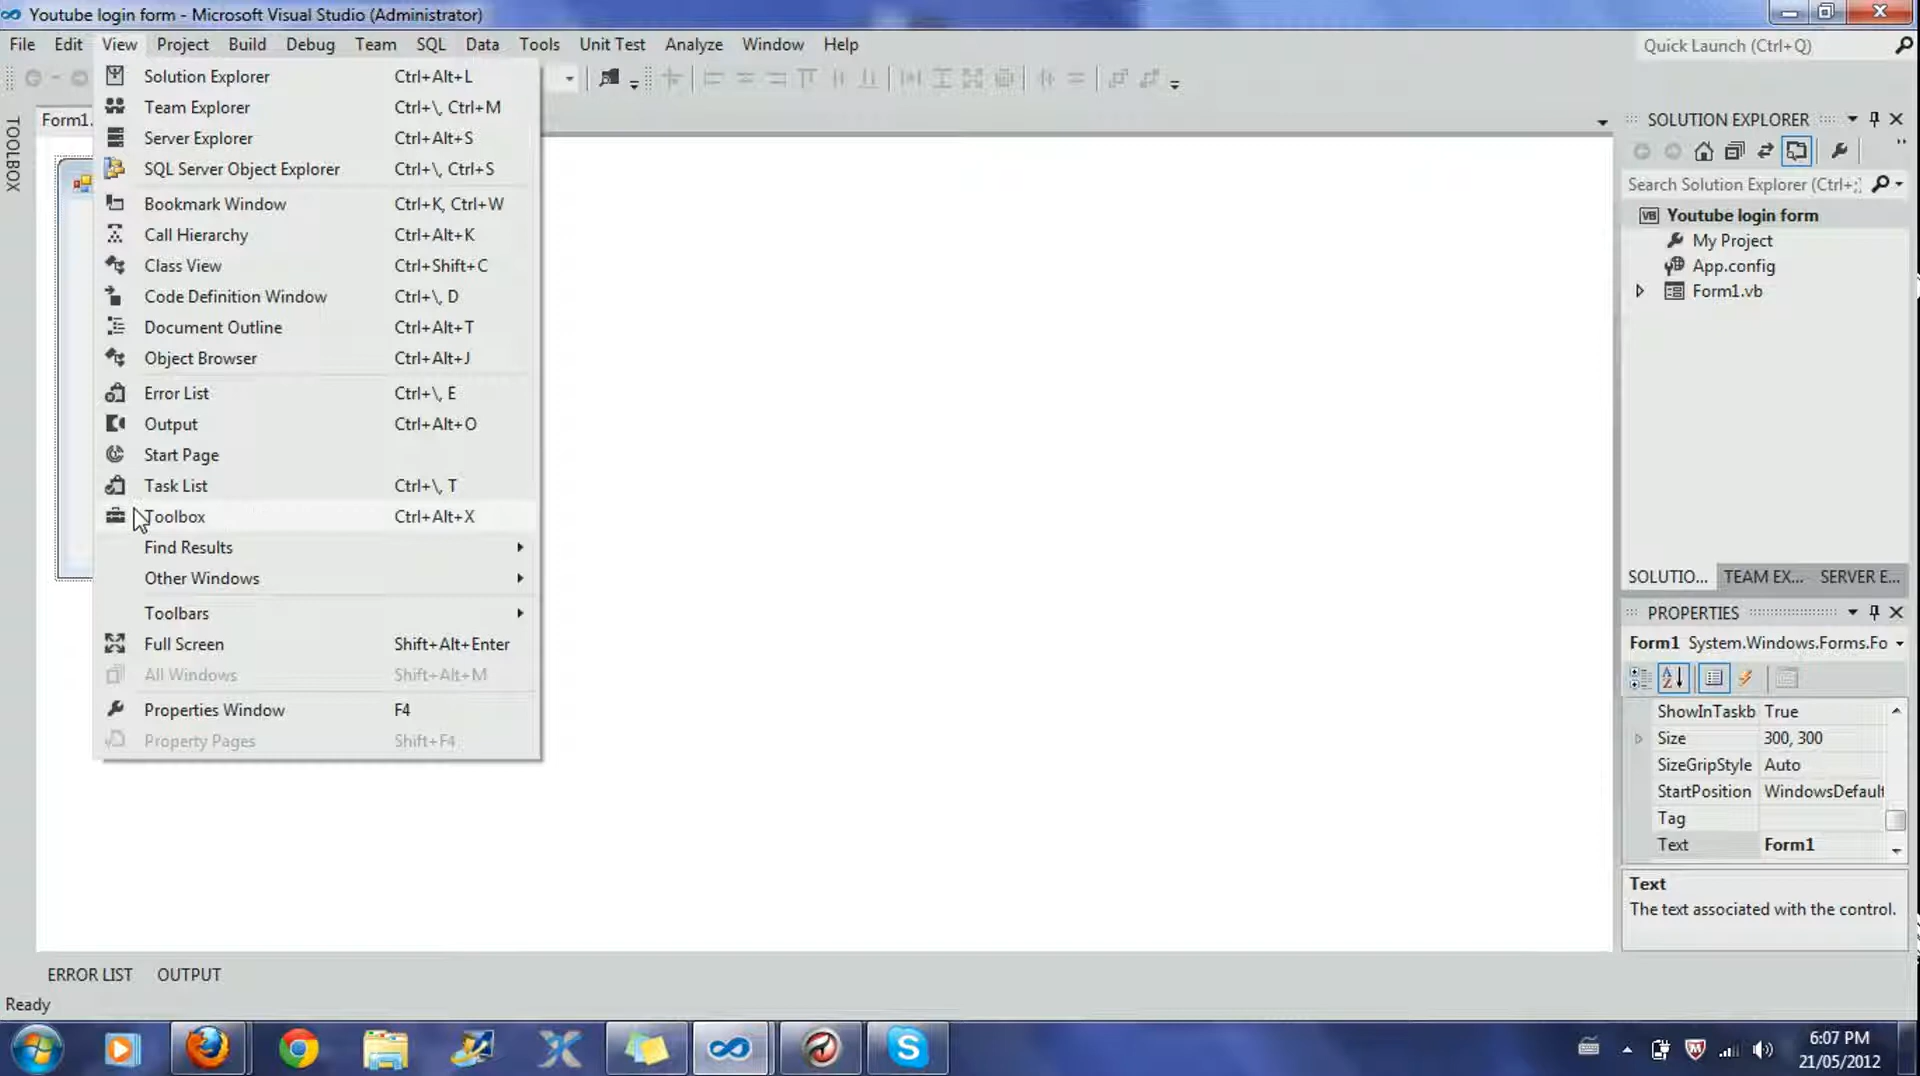 Youtube login form - Microsoft Visual Studio (Administrator)
File Edit View Project Build Debug Team SQL Data Tools Unit Test Analyze Window Help
Quick Launch (Ctrl+Q)
TOOLBOX
Form1.
Solution Explorer Ctrl+Alt+L
Team Explorer Ctrl+\, Ctrl+M
Server Explorer Ctrl+Alt+S
SQL Server Object Explorer Ctrl+\, Ctrl+S
Bookmark Window Ctrl+K, Ctrl+W
Call Hierarchy Ctrl+Alt+K
Class View Ctrl+Shift+C
Code Definition Window Ctrl+\, D
Document Outline Ctrl+Alt+T
Object Browser Ctrl+Alt+J
Error List Ctrl+\, E
Output Ctrl+Alt+O
Start Page
Task List Ctrl+\, T
Toolbox Ctrl+Alt+X
Find Results
Other Windows
Toolbars
Full Screen Shift+Alt+Enter
All Windows Shift+Alt+M
Properties Window F4
Property Pages Shift+F4
SOLUTION EXPLORER
Search Solution Explorer (Ctrl+;)
VB Youtube login form
My Project
App.config
Form1.vb
SOLUTIO... TEAM EX... SERVER E...
PROPERTIES
Form1 System.Windows.Forms.Fo
ShowInTaskb True
Size 300, 300
SizeGripStyle Auto
StartPosition WindowsDefault
Tag
Text Form1
Text
The text associated with the control.
ERROR LIST OUTPUT
Ready
6:07 PM
21/05/2012